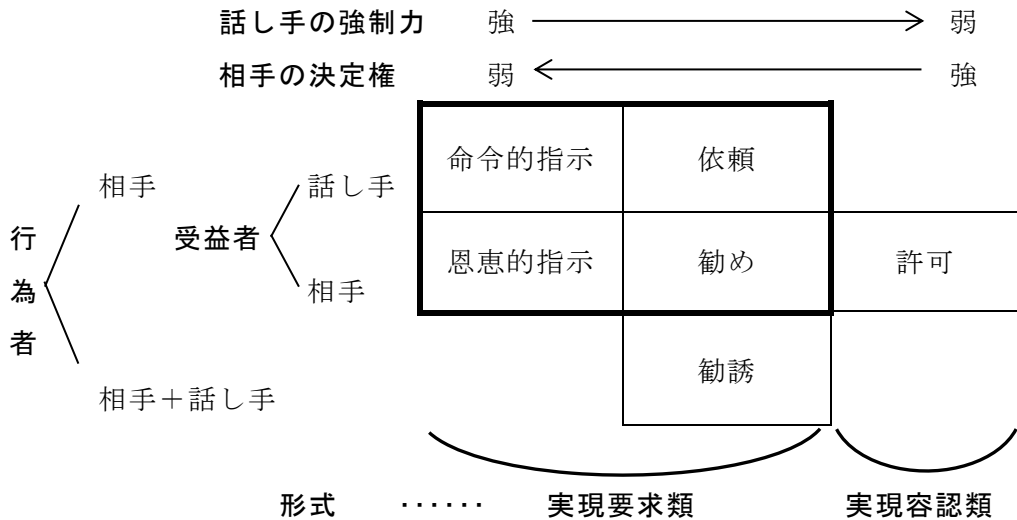 話し手の強制力 強 弱
相手の決定権 弱 強
命令的指示 依頼
相手 話し手
行為者 受益者 恩恵的指示 勧め 許可
相手
勧誘
相手＋話し手
形式 ‥‥‥ 実現要求類 実現容認類